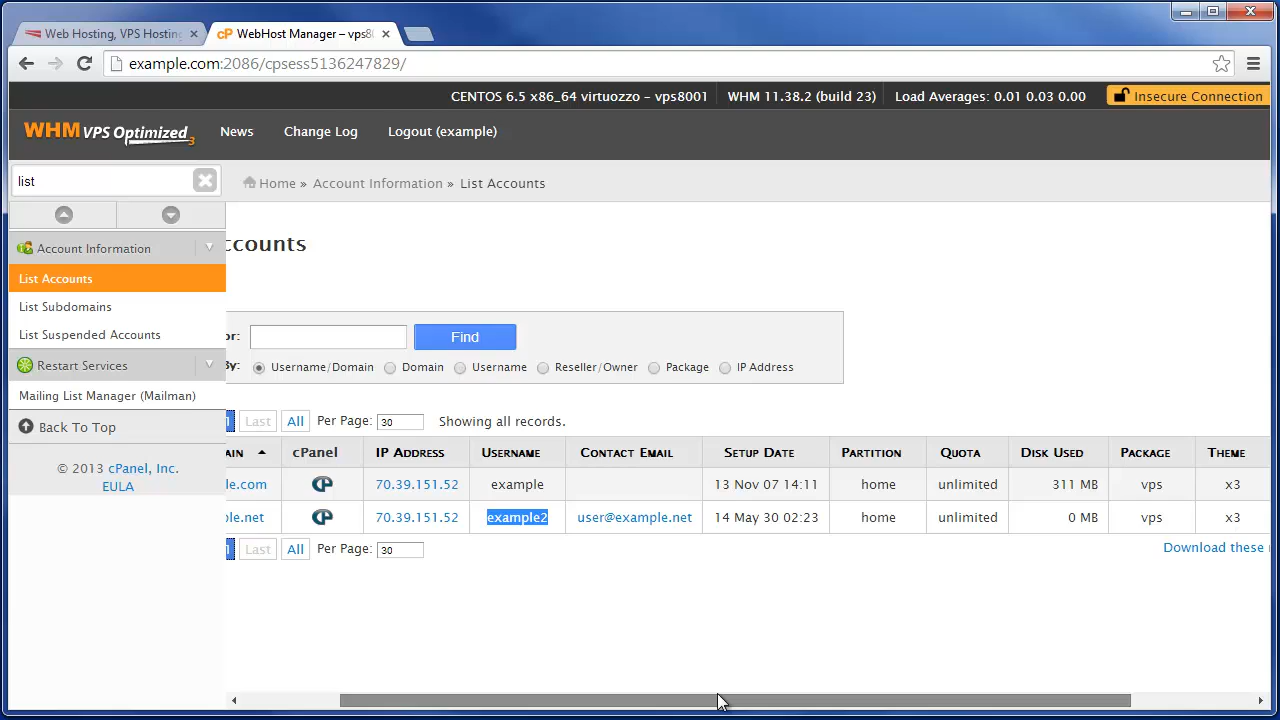 Web Hosting, VPS Hosting
cP WebHost Manager – vps8
example.com:2086/cpsess5136247829/
CENTOS 6.5 x86_64 virtuozzo – vps8001 WHM 11.38.2 (build 23) Load Averages: 0.01 0.03 0.00 Insecure Connection
WHM VPS Optimized 3 News Change Log Logout (example)
list
Home » Account Information » List Accounts
Account Information
List Accounts
List Subdomains
List Suspended Accounts
Restart Services
Mailing List Manager (Mailman)
Back To Top
© 2013 cPanel, Inc.
EULA
ccounts
or: Find
By: Username/Domain Domain Username Reseller/Owner Package IP Address
Last All Per Page: 30 Showing all records.
AIN cPanel IP Address Username Contact Email Setup Date Partition Quota Disk Used Package Theme
le.com cP 70.39.151.52 example 13 Nov 07 14:11 home unlimited 311 MB vps x3
ple.net cP 70.39.151.52 example2 user@example.net 14 May 30 02:23 home unlimited 0 MB vps x3
Last All Per Page: 30
Download these